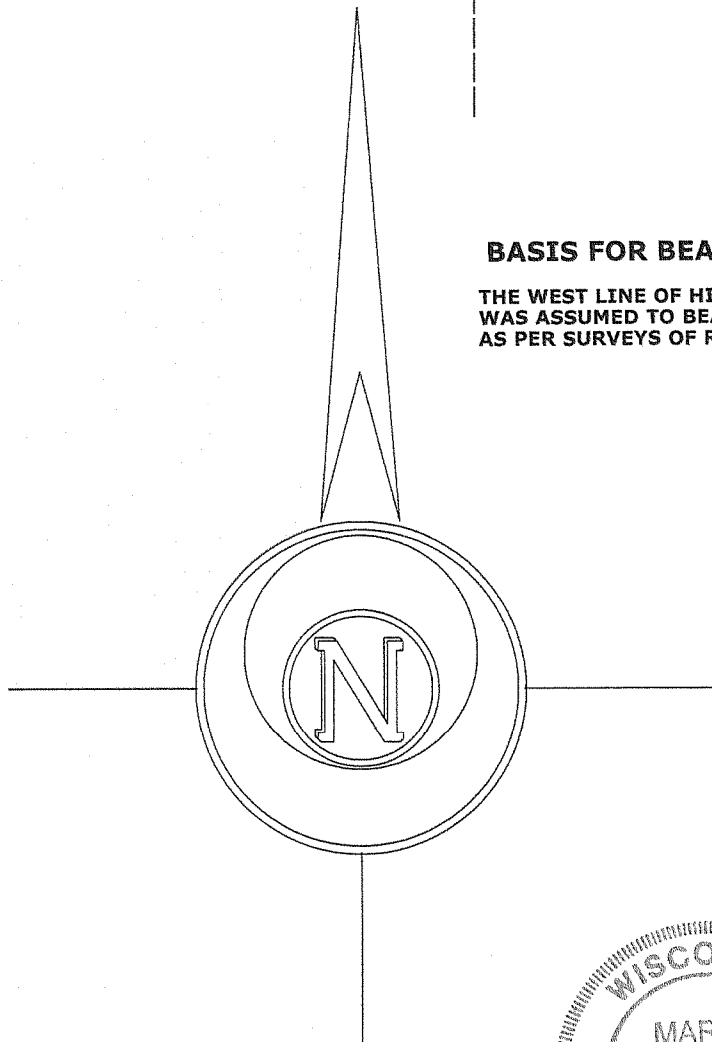 BASIS FOR BEA
THE WEST LINE OF HI
WAS ASSUMED TO BEA
AS PER SURVEYS OF R
N
WISCO
MAR